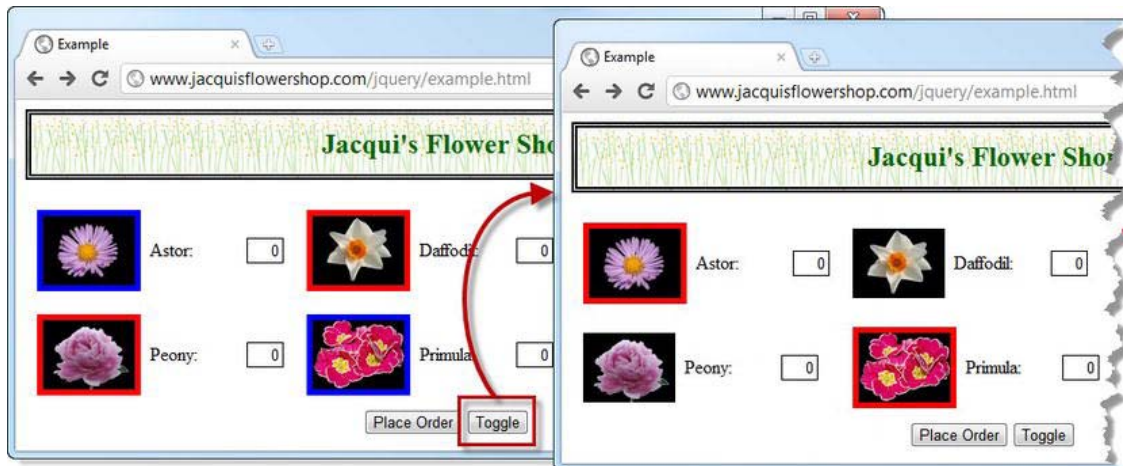 Example
www.jacquisflowershop.com/jquery/example.html
Jacqui's Flower Sho
Astor: 0
Daffodil: 0
Peony: 0
Primula: 0
Place Order Toggle
Example
www.jacquisflowershop.com/jquery/example.html
Jacqui's Flower Shop
Astor: 0
Daffodil: 0
Peony: 0
Primula: 0
Place Order Toggle